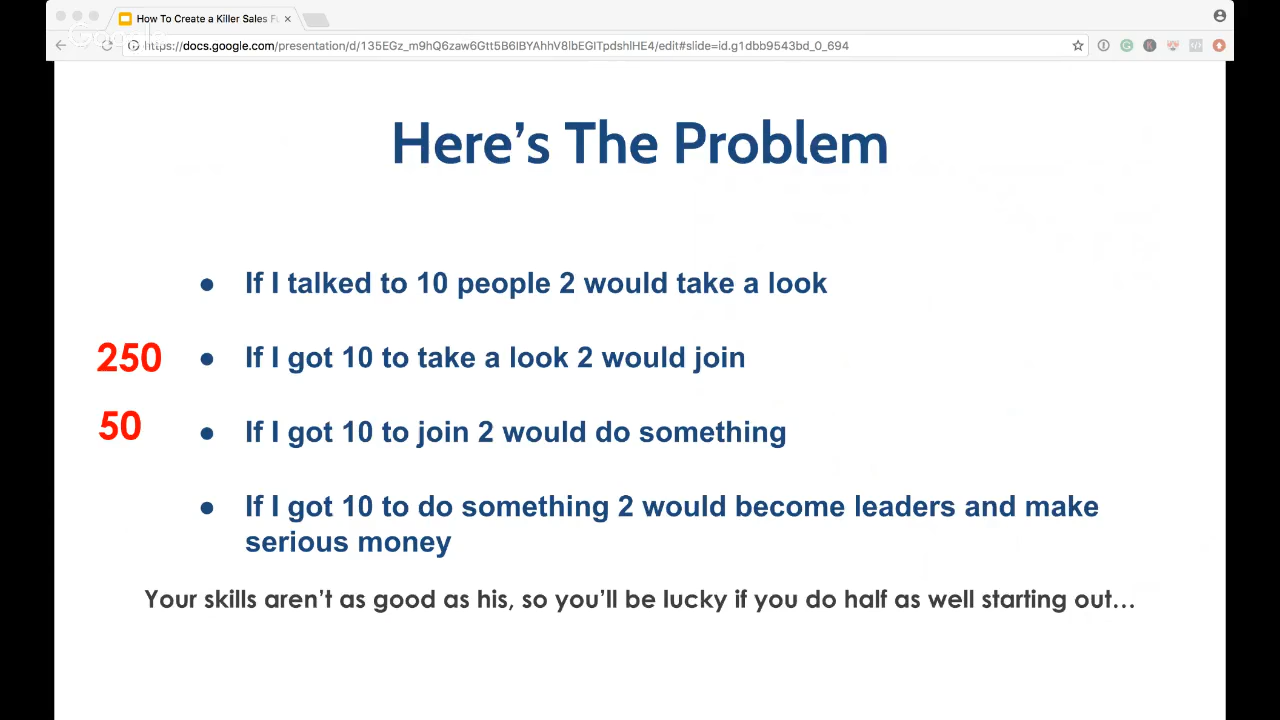 How To Create a Killer Sales Fu
Google
https://docs.google.com/presentation/d/135EGz_m9hQ6zaw6Gtt5B6lBYAhhV8lbEGlTpdshlHE4/edit#slide=id.g1dbb9543bd_0_694
Here's The Problem
● If I talked to 10 people 2 would take a look
250 ● If I got 10 to take a look 2 would join
50 ● If I got 10 to join 2 would do something
● If I got 10 to do something 2 would become leaders and make
serious money
Your skills aren't as good as his, so you'll be lucky if you do half as well starting out…